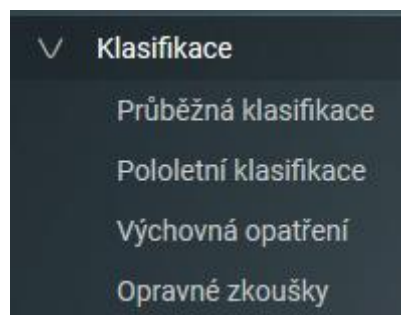 Klasifikace
Průběžná klasifikace
Pololetní klasifikace
Výchovná opatření
Opravné zkoušky